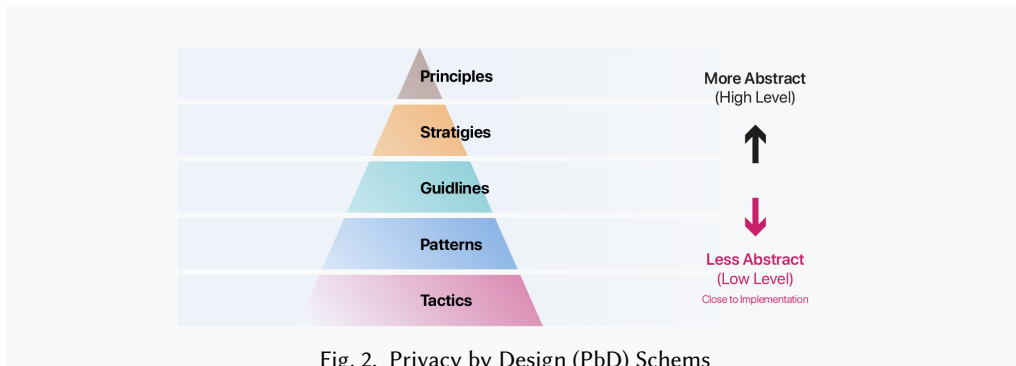 Principles
Stratigies
Guidlines
Patterns
Tactics
More Abstract
(High Level)
Less Abstract
(Low Level)
Close to Implementation
Fig. 2. Privacy by Design (PbD) Schems